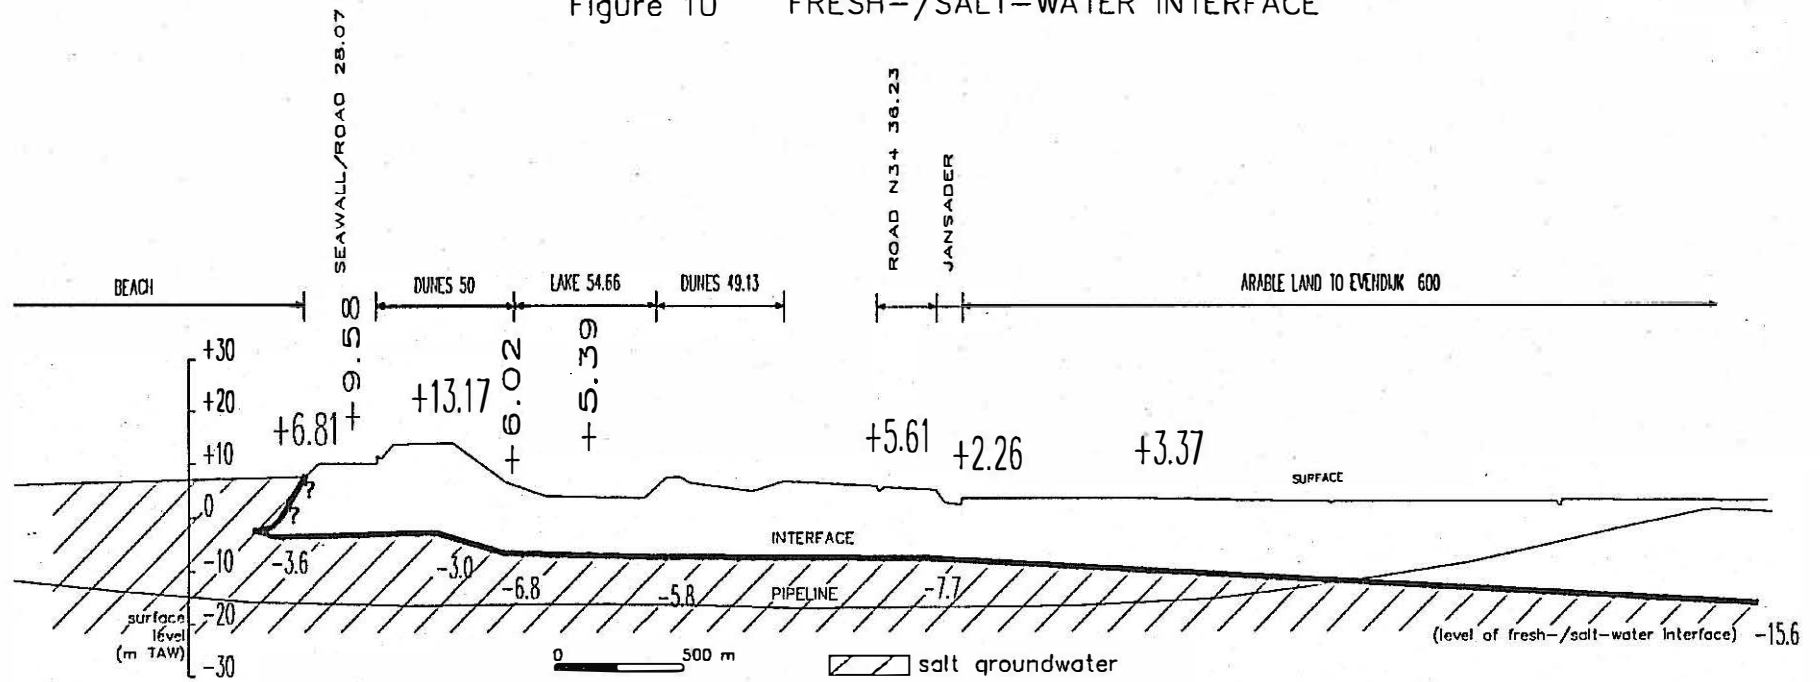 Figure 10 FRESH-/SALT-WATER INTERFACE
SEAWALL/ROAD 28.07
ROAD N34 36.23
JANSADER
BEACH
DUNES 50
LAKE 54.66
DUNES 49.13
ARABLE LAND TO EVENDIJK 600
+30
+20
+10
0
-10
-20
-30
+6.81
+9.58
+13.17
+6.02
+5.39
+5.61
+2.26
+3.37
SURFACE
?
?
INTERFACE
-3.6
-3.0
-6.8
-5.8
PIPELINE
-7.7
surface
level
(m TAW)
(level of fresh-/salt-water interface) -15.6
0 500 m
salt groundwater